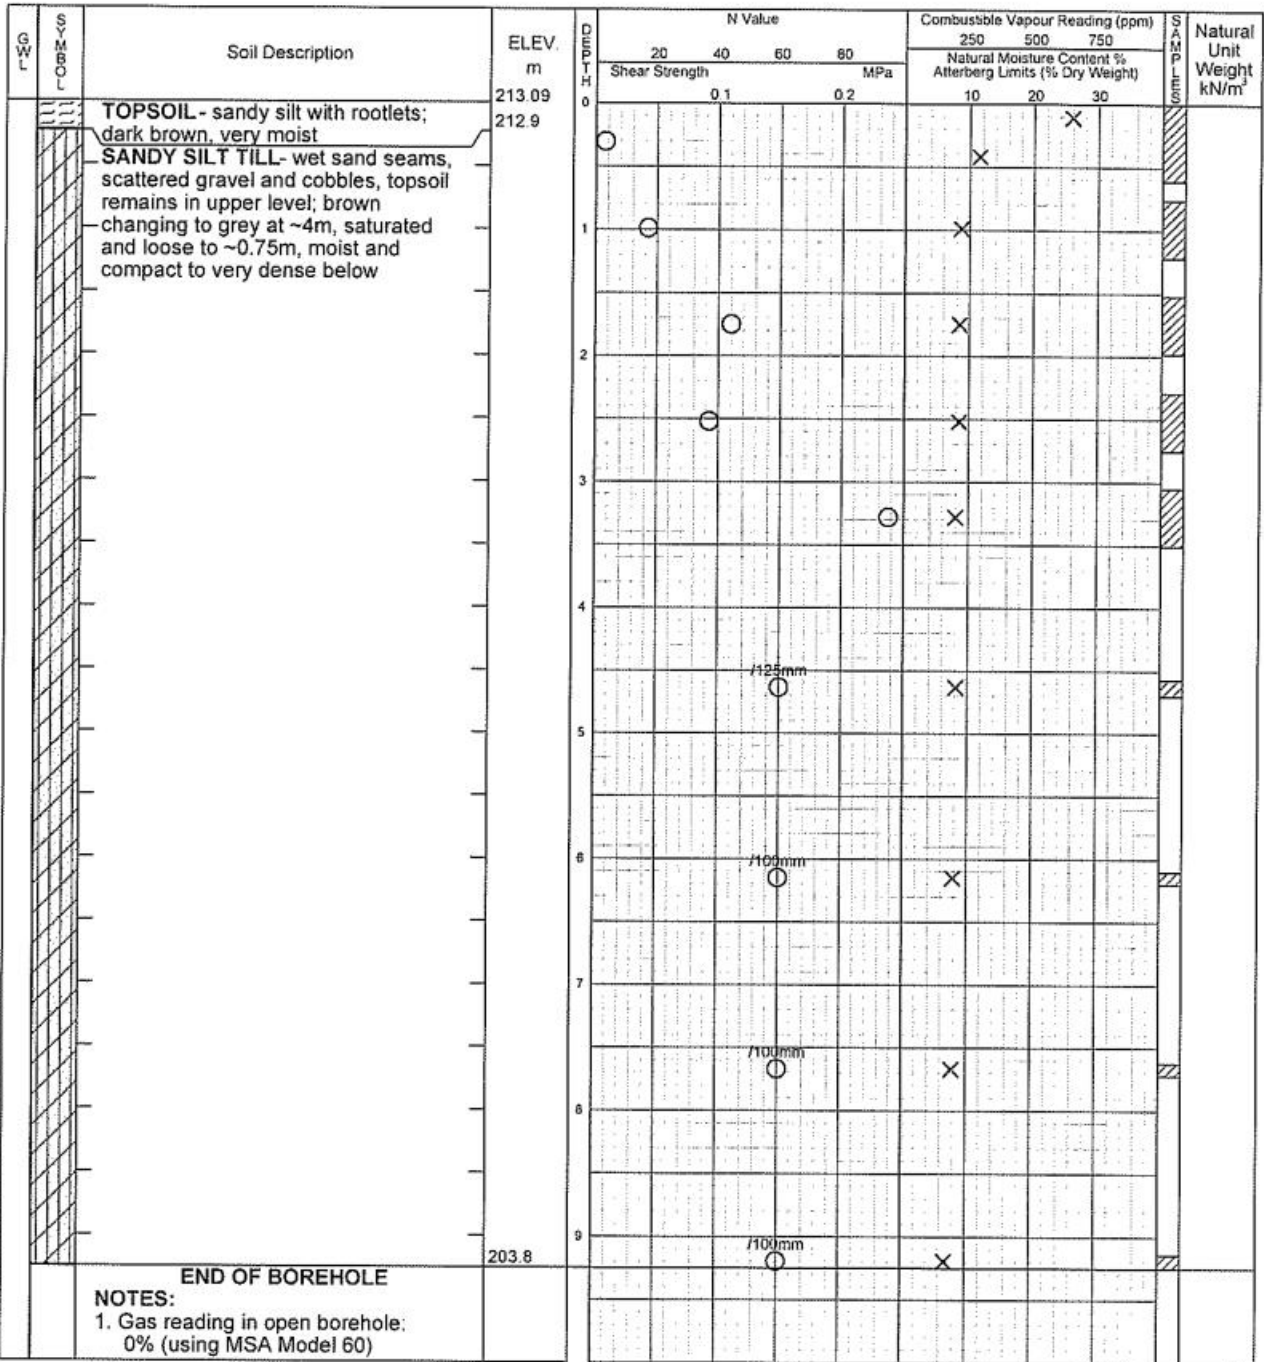 GWL
SYMBOL
Soil Description
ELEV.
m
DEPTH
N Value
20 40 60 80
Shear Strength MPa
0.1 0.2
Combustible Vapour Reading (ppm)
250 500 750
Natural Moisture Content %
Atterberg Limits (% Dry Weight)
10 20 30
SAMPLES
Natural
Unit
Weight
kN/m³
213.09
0
TOPSOIL- sandy silt with rootlets;
212.9
dark brown, very moist
SANDY SILT TILL- wet sand seams,
scattered gravel and cobbles, topsoil
remains in upper level; brown
changing to grey at ~4m, saturated
and loose to ~0.75m, moist and
compact to very dense below
1
2
3
4
/125mm
5
6
/100mm
7
/100mm
8
9
/100mm
203.8
END OF BOREHOLE
NOTES:
1. Gas reading in open borehole:
0% (using MSA Model 60)